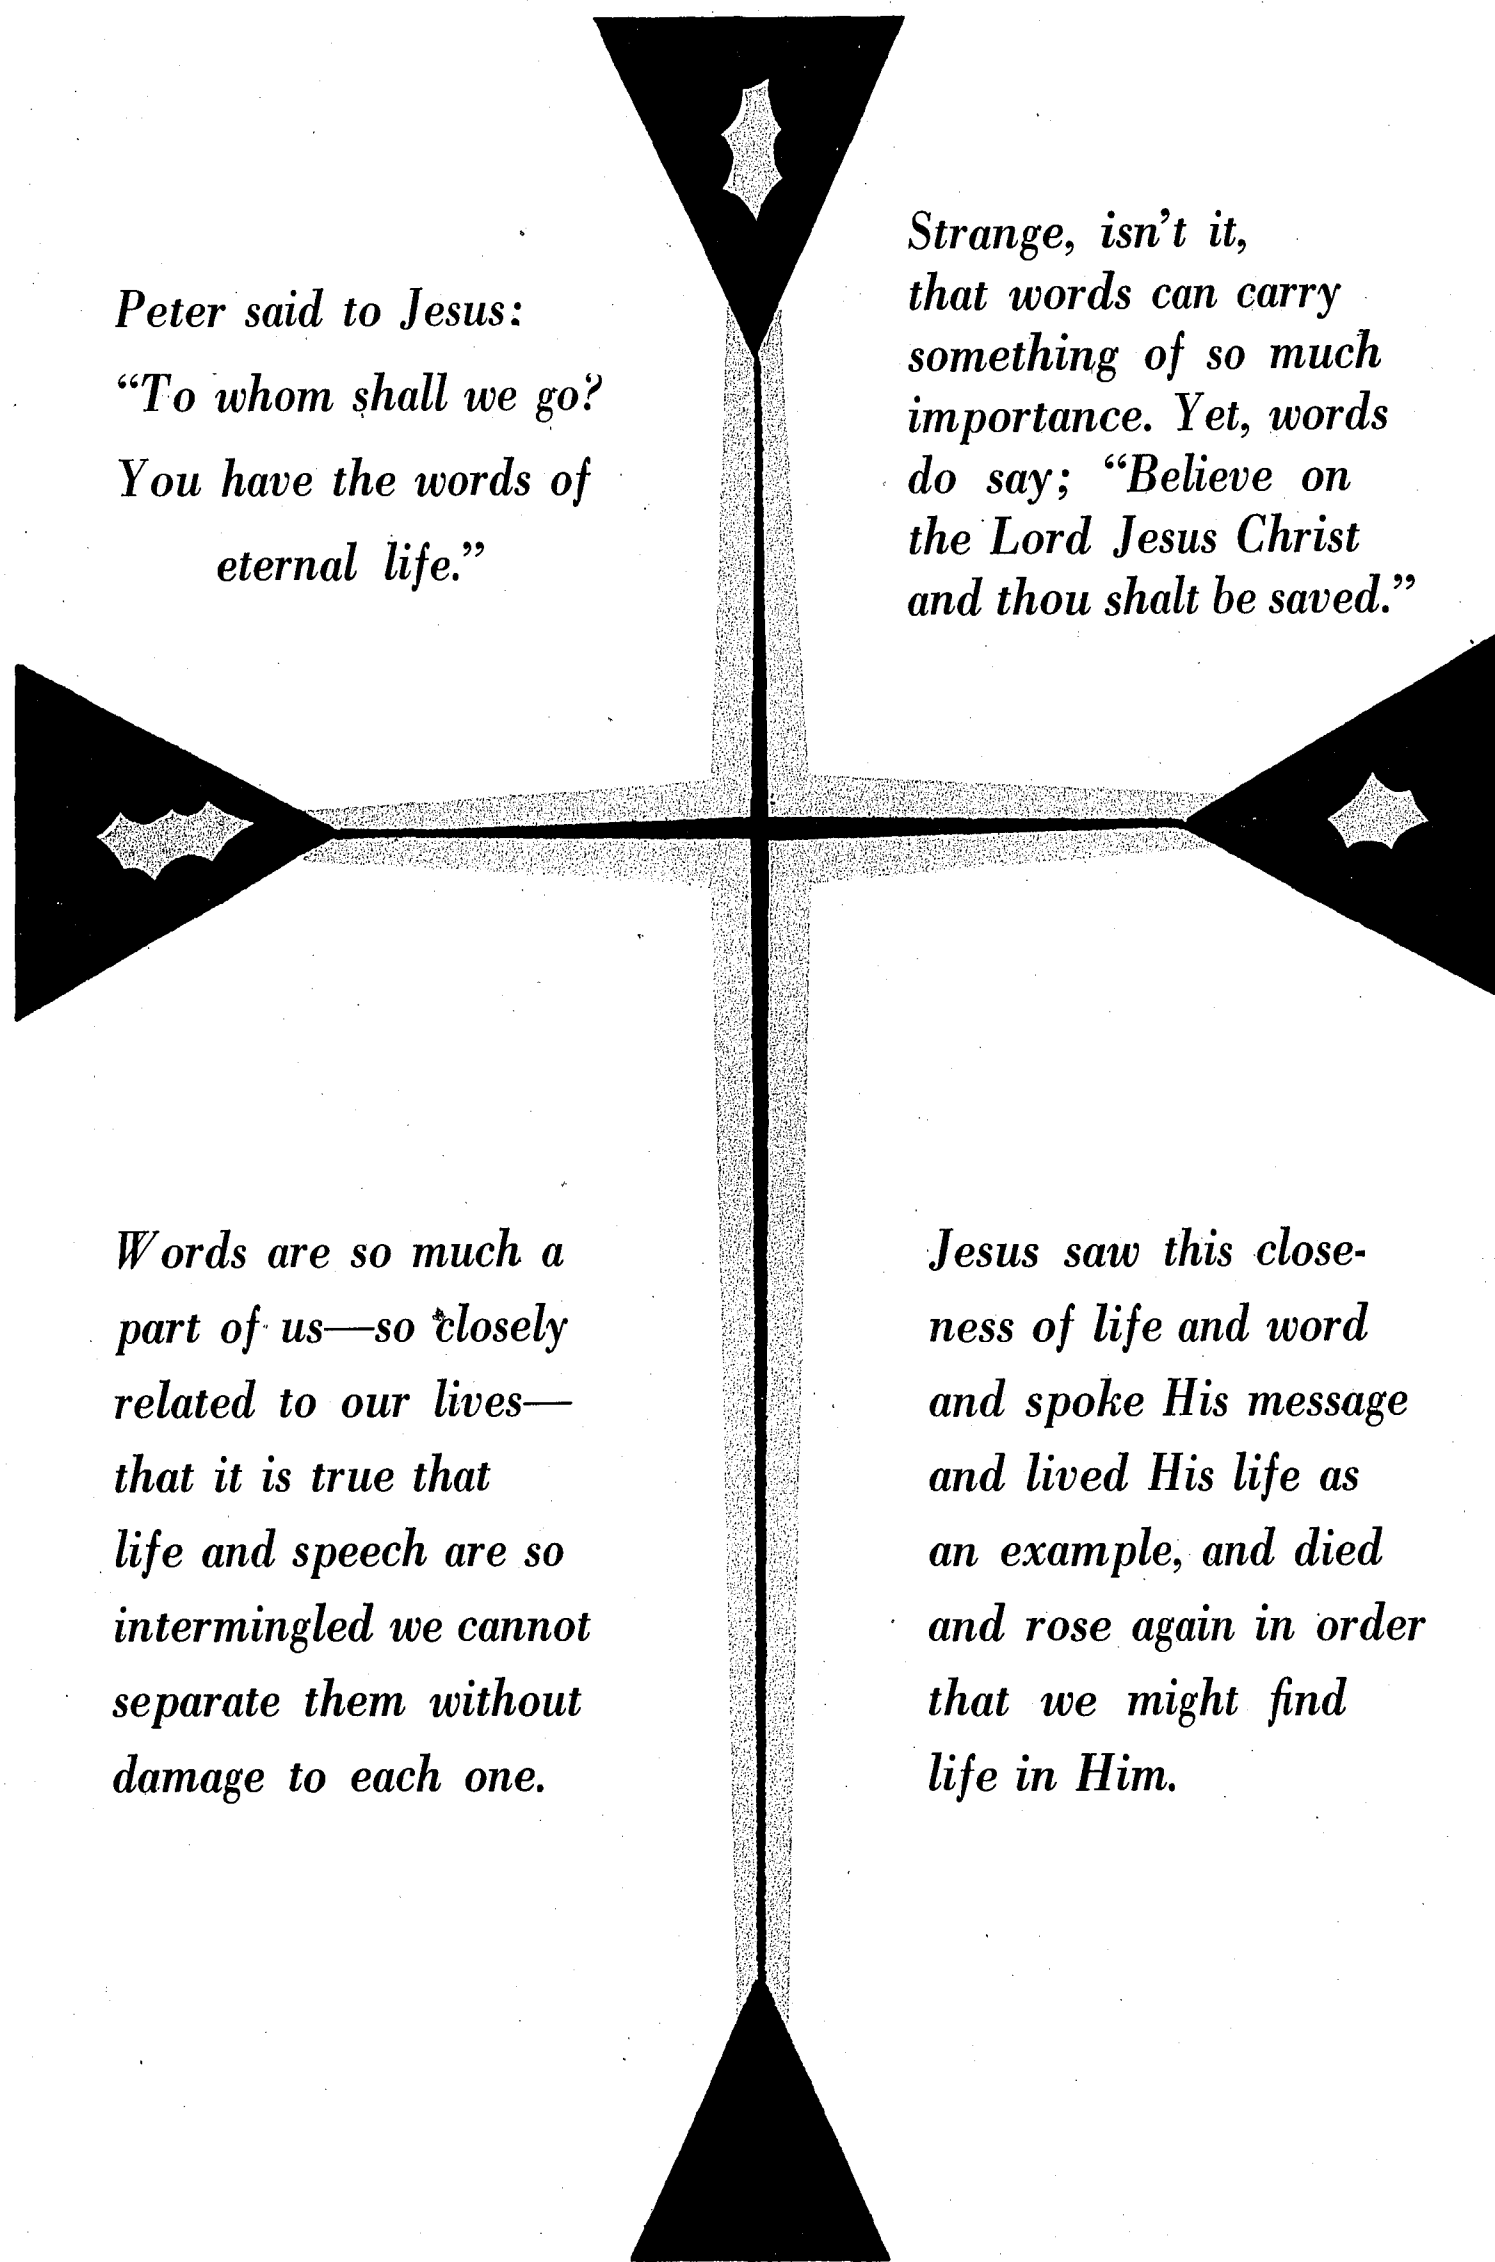 Peter said to Jesus:
“To whom shall we go?
You have the words of
eternal life.”
Strange, isn’t it,
that words can carry
something of so much
importance. Yet, words
do say; “Believe on
the Lord Jesus Christ
and thou shalt be saved.”
Words are so much a
part of us—so closely
related to our lives—
that it is true that
life and speech are so
intermingled we cannot
separate them without
damage to each one.
Jesus saw this close-
ness of life and word
and spoke His message
and lived His life as
an example, and died
and rose again in order
that we might find
life in Him.